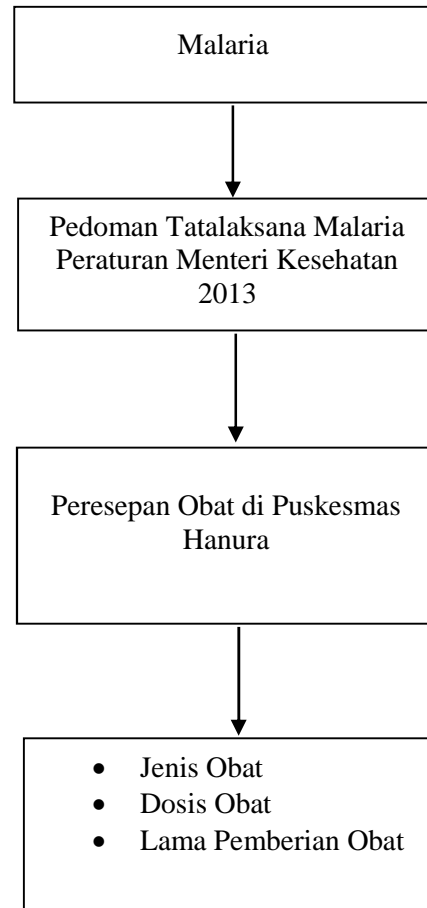 Malaria
Pedoman Tatalaksana Malaria
Peraturan Menteri Kesehatan
2013
Peresepan Obat di Puskesmas
Hanura
• Jenis Obat
• Dosis Obat
• Lama Pemberian Obat